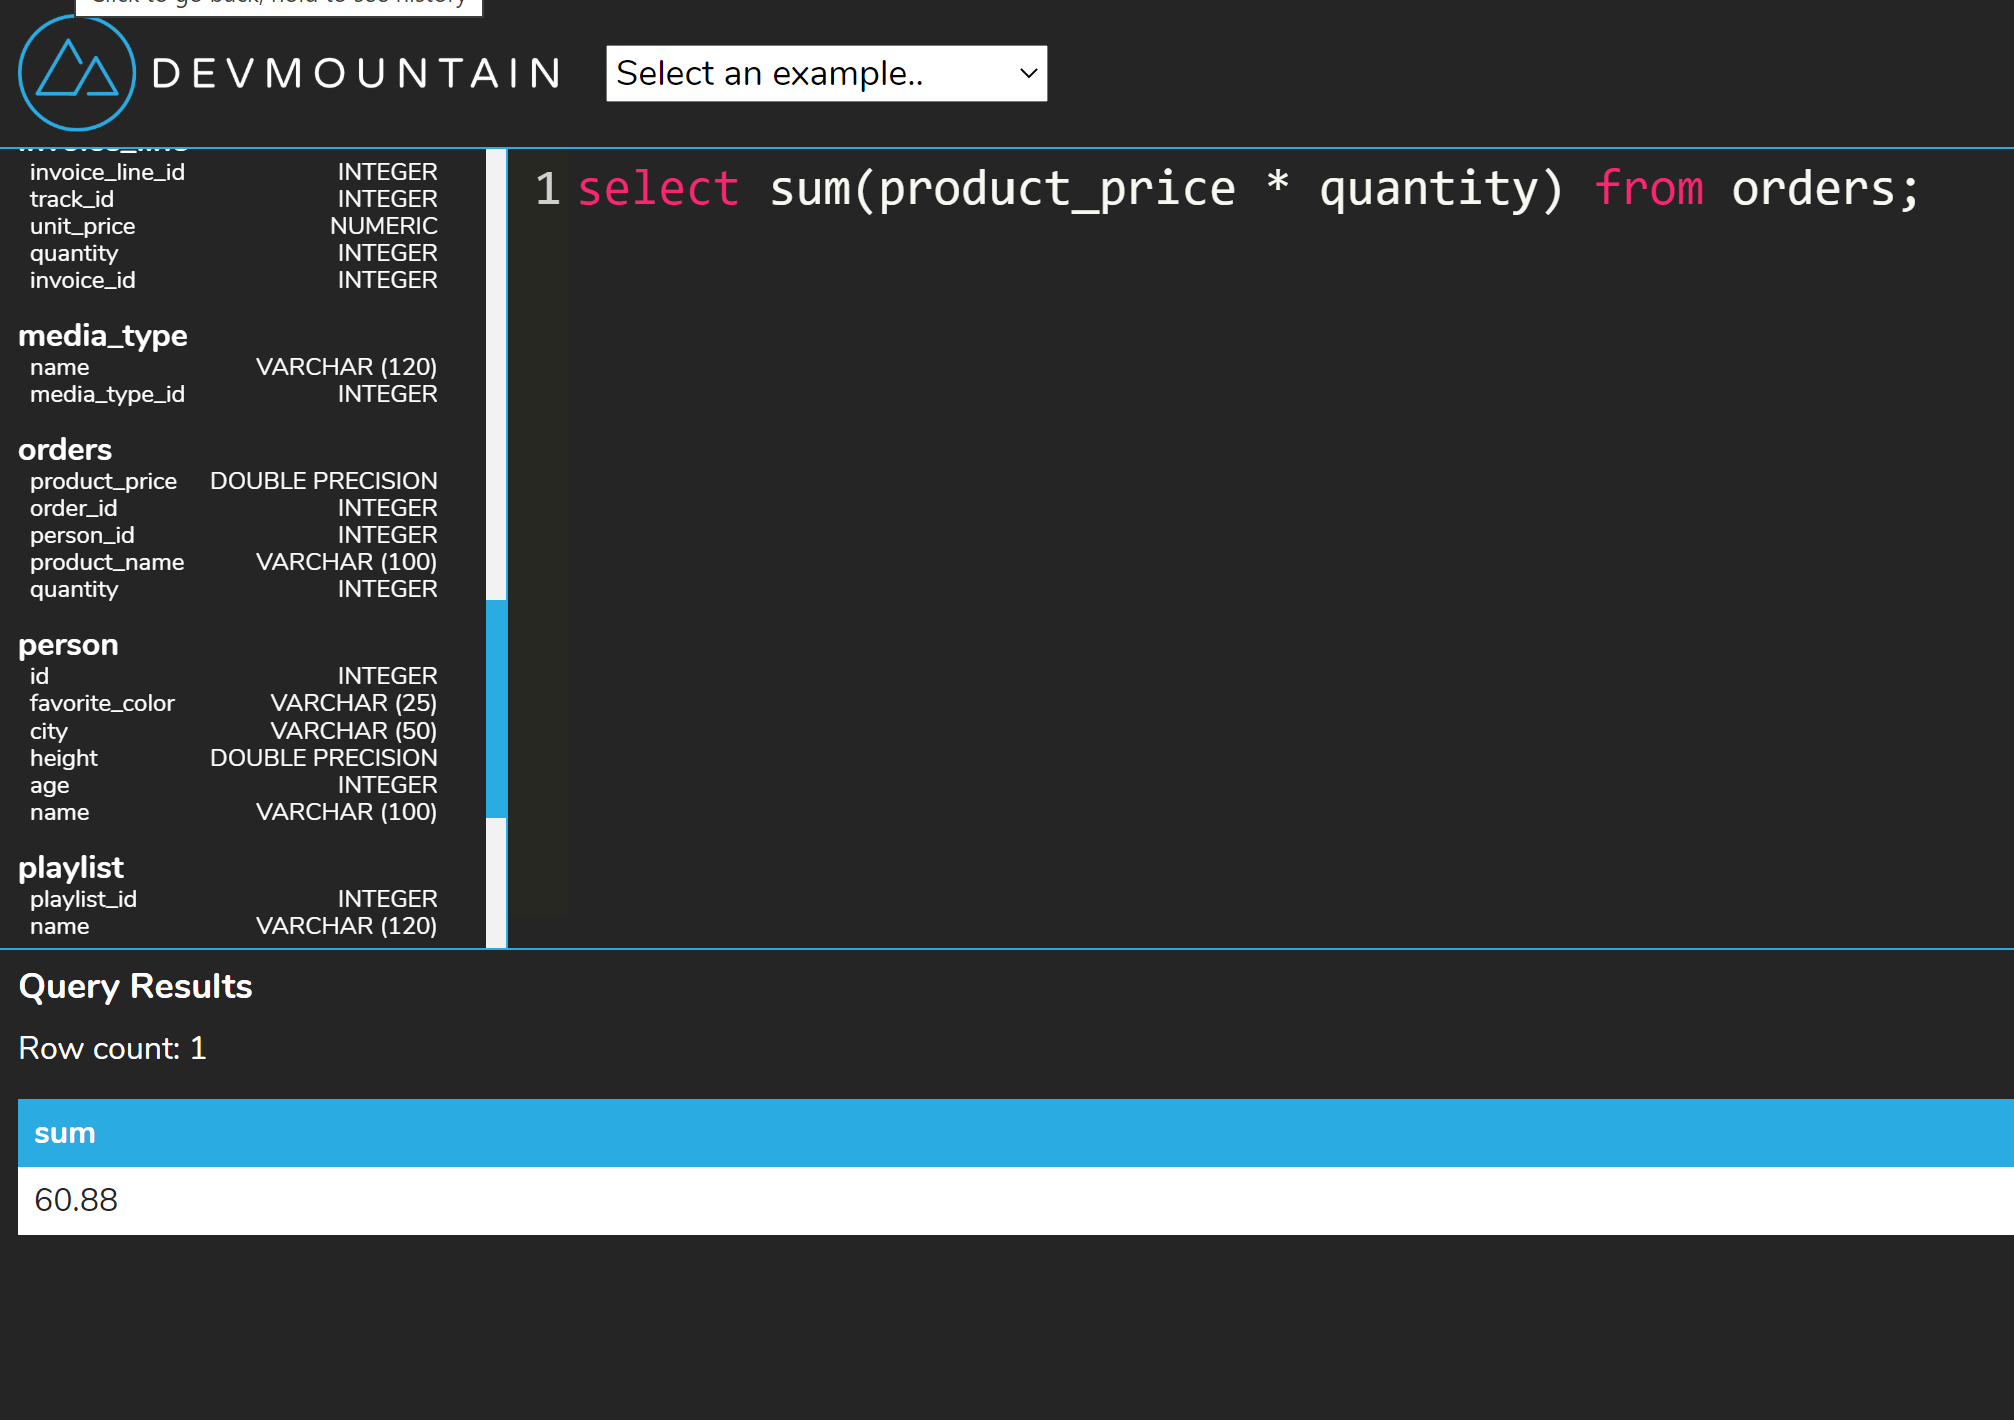 DEVMOUNTAIN
Select an example..
invoice_line_id INTEGER
track_id INTEGER
unit_price NUMERIC
quantity INTEGER
invoice_id INTEGER
media_type
name VARCHAR (120)
media_type_id INTEGER
orders
product_price DOUBLE PRECISION
order_id INTEGER
person_id INTEGER
product_name VARCHAR (100)
quantity INTEGER
person
id INTEGER
favorite_color VARCHAR (25)
city VARCHAR (50)
height DOUBLE PRECISION
age INTEGER
name VARCHAR (100)
playlist
playlist_id INTEGER
name VARCHAR (120)
1 select sum(product_price * quantity) from orders;
Query Results
Row count: 1
sum
60.88